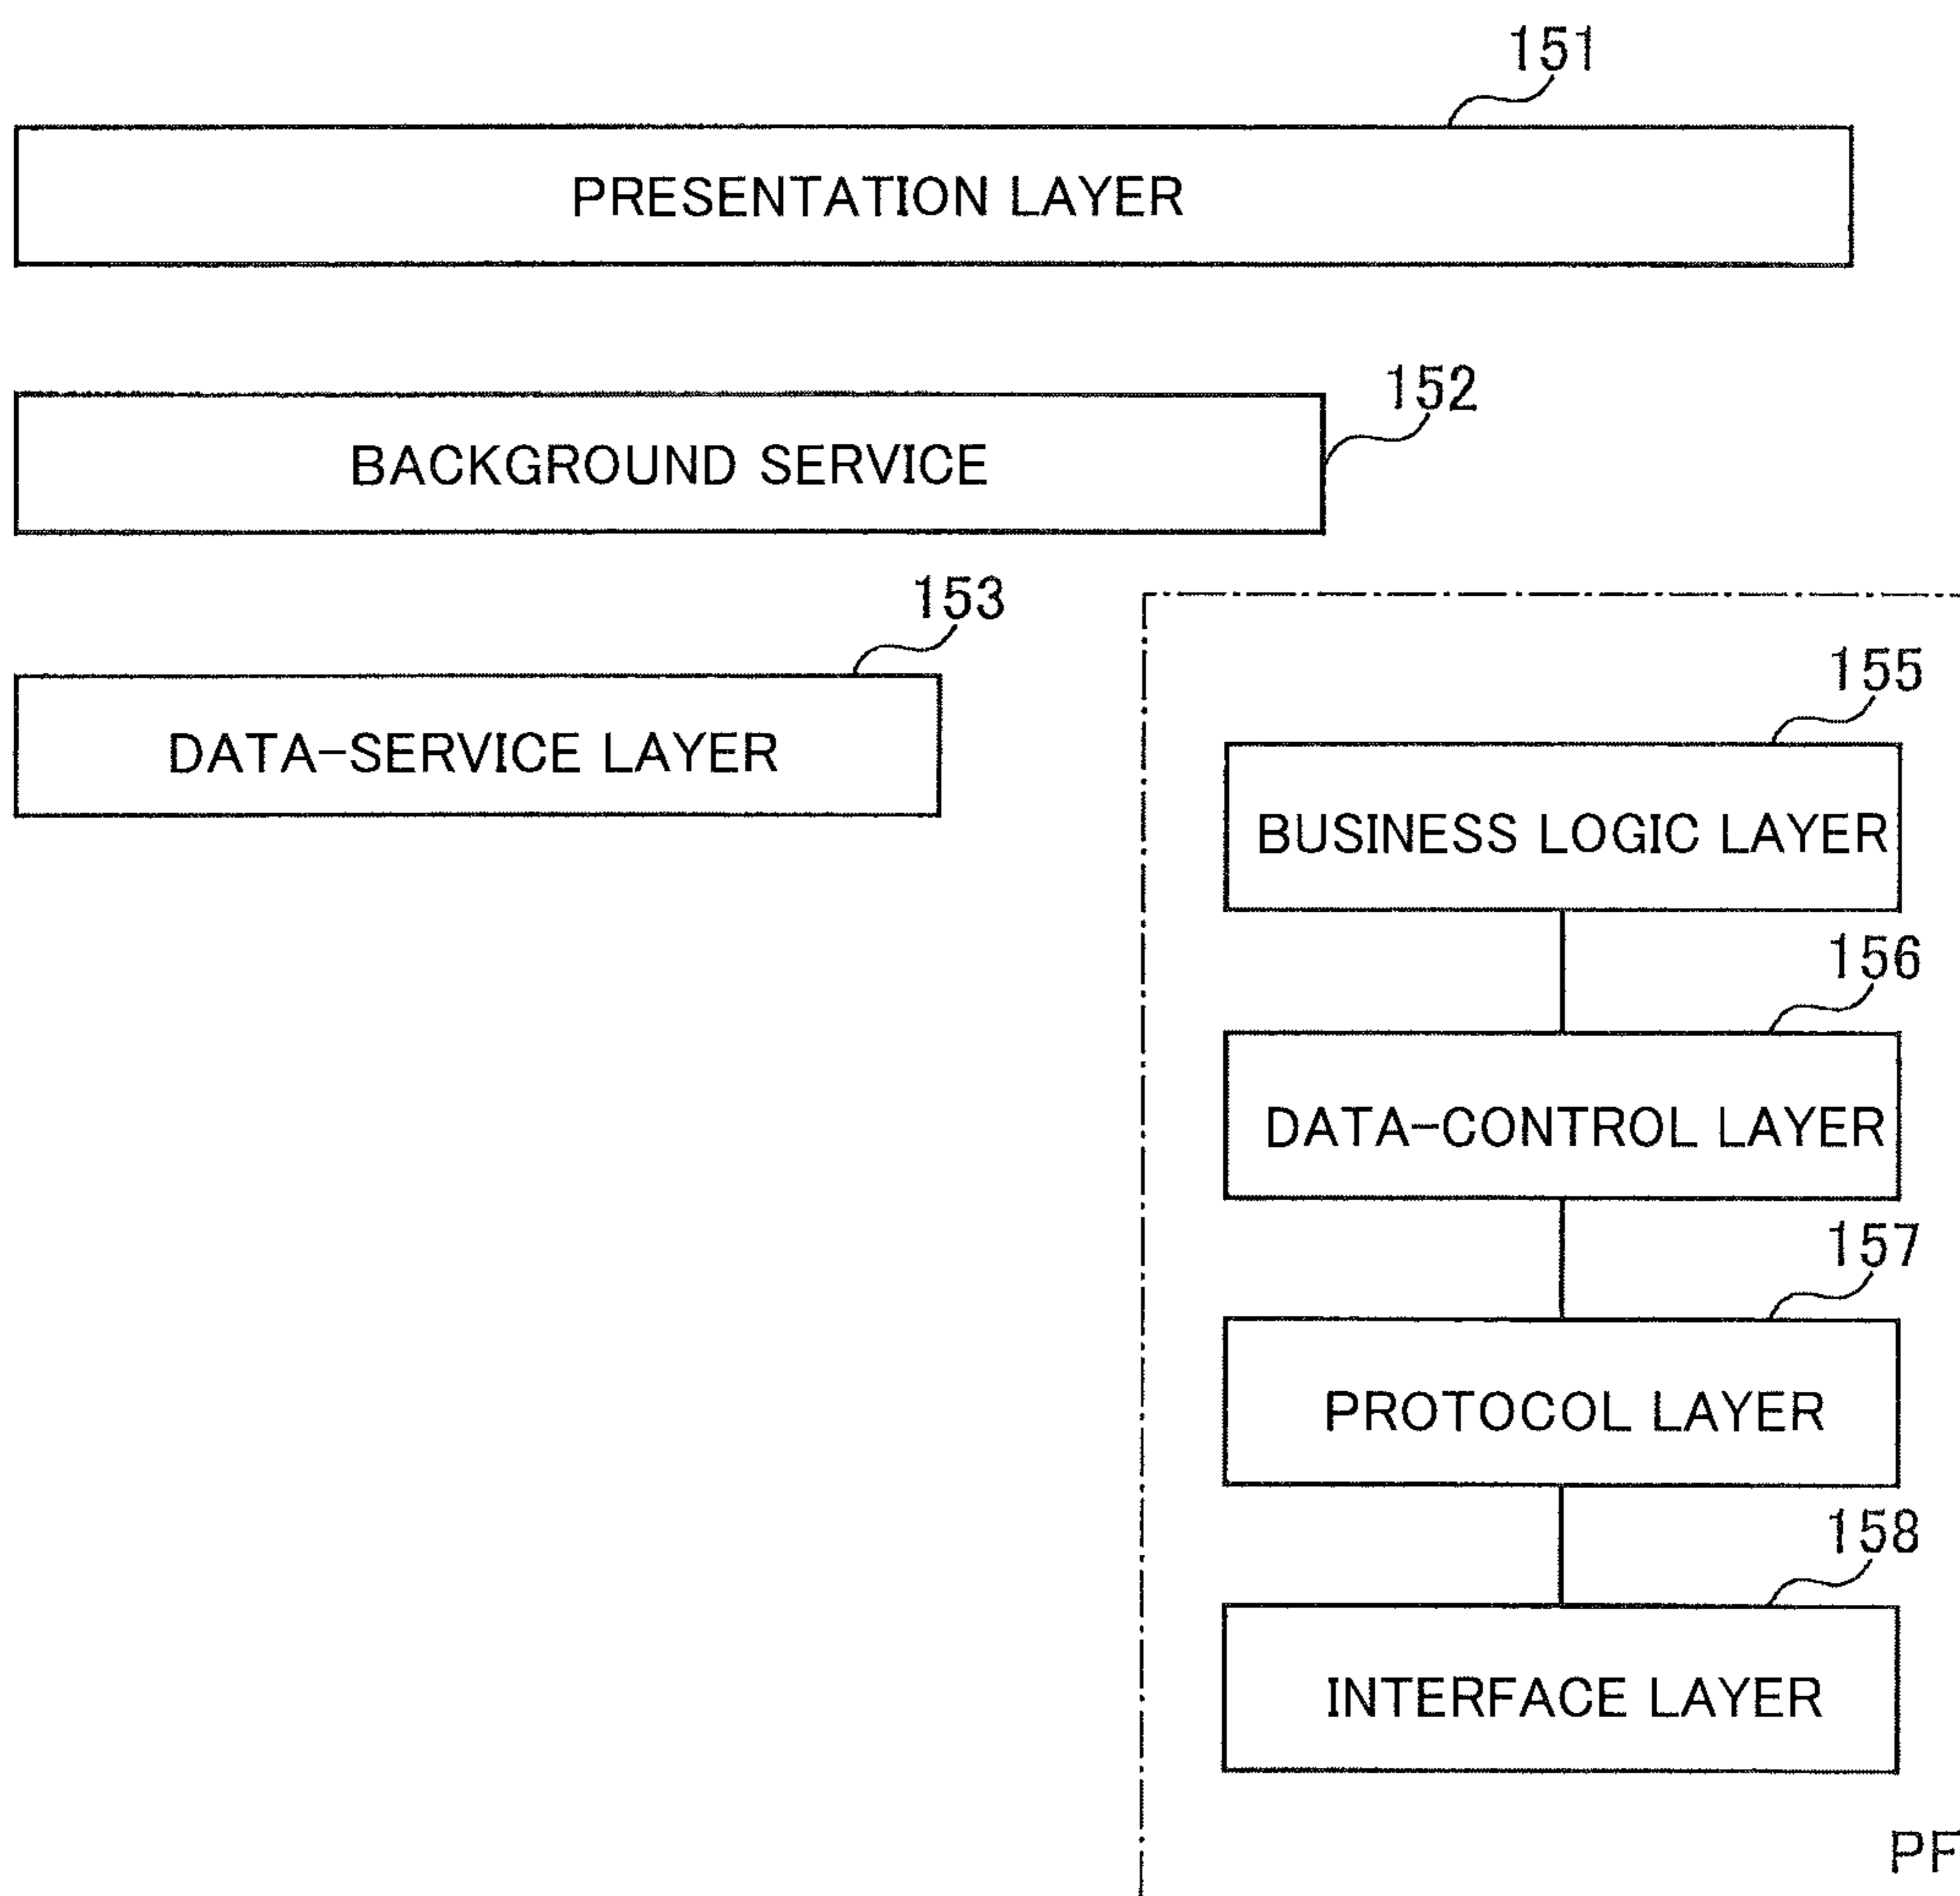 151
PRESENTATION LAYER
152
BACKGROUND SERVICE
153
DATA-SERVICE LAYER
155
BUSINESS LOGIC LAYER
156
DATA-CONTROL LAYER
157
PROTOCOL LAYER
158
INTERFACE LAYER
PF